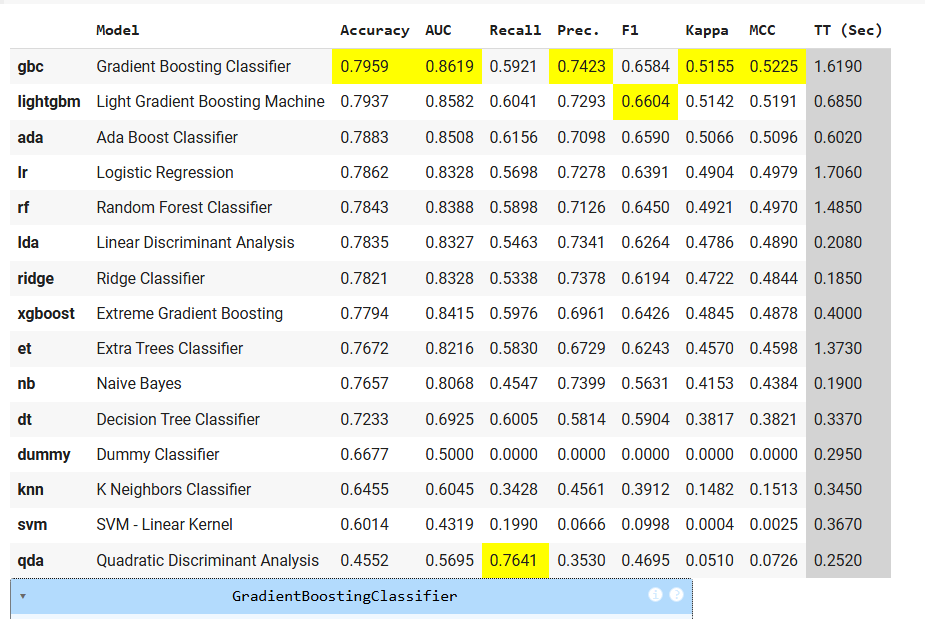 Model Accuracy AUC Recall Prec. F1 Kappa MCC TT (Sec)
gbc Gradient Boosting Classifier 0.7959 0.8619 0.5921 0.7423 0.6584 0.5155 0.5225 1.6190
lightgbm Light Gradient Boosting Machine 0.7937 0.8582 0.6041 0.7293 0.6604 0.5142 0.5191 0.6850
ada Ada Boost Classifier 0.7883 0.8508 0.6156 0.7098 0.6590 0.5066 0.5096 0.6020
lr Logistic Regression 0.7862 0.8328 0.5698 0.7278 0.6391 0.4904 0.4979 1.7060
rf Random Forest Classifier 0.7843 0.8388 0.5898 0.7126 0.6450 0.4921 0.4970 1.4850
lda Linear Discriminant Analysis 0.7835 0.8327 0.5463 0.7341 0.6264 0.4786 0.4890 0.2080
ridge Ridge Classifier 0.7821 0.8328 0.5338 0.7378 0.6194 0.4722 0.4844 0.1850
xgboost Extreme Gradient Boosting 0.7794 0.8415 0.5976 0.6961 0.6426 0.4845 0.4878 0.4000
et Extra Trees Classifier 0.7672 0.8216 0.5830 0.6729 0.6243 0.4570 0.4598 1.3730
nb Naive Bayes 0.7657 0.8068 0.4547 0.7399 0.5631 0.4153 0.4384 0.1900
dt Decision Tree Classifier 0.7233 0.6925 0.6005 0.5814 0.5904 0.3817 0.3821 0.3370
dummy Dummy Classifier 0.6677 0.5000 0.0000 0.0000 0.0000 0.0000 0.0000 0.2950
knn K Neighbors Classifier 0.6455 0.6045 0.3428 0.4561 0.3912 0.1482 0.1513 0.3450
svm SVM - Linear Kernel 0.6014 0.4319 0.1990 0.0666 0.0998 0.0004 0.0025 0.3670
qda Quadratic Discriminant Analysis 0.4552 0.5695 0.7641 0.3530 0.4695 0.0510 0.0726 0.2520
GradientBoostingClassifier i ?